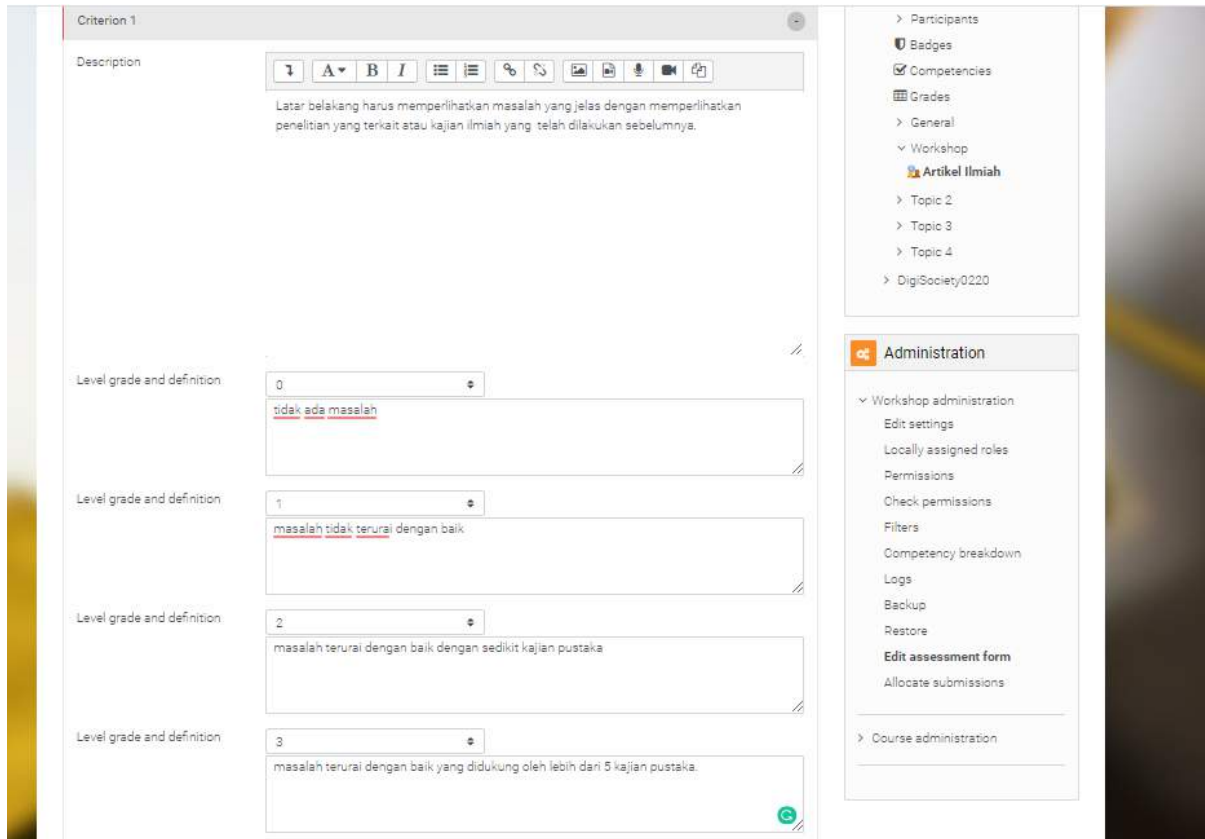 Criterion 1
Description
Latar belakang harus memperlihatkan masalah yang jelas dengan memperlihatkan
penelitian yang terkait atau kajian ilmiah yang telah dilakukan sebelumnya.
Level grade and definition
0
tidak ada masalah
Level grade and definition
1
masalah tidak terurai dengan baik
Level grade and definition
2
masalah terurai dengan baik dengan sedikit kajian pustaka
Level grade and definition
3
masalah terurai dengan baik yang didukung oleh lebih dari 5 kajian pustaka.
Participants
Badges
Competencies
Grades
General
Workshop
Artikel Ilmiah
Topic 2
Topic 3
Topic 4
DigiSociety0220
Administration
Workshop administration
Edit settings
Locally assigned roles
Permissions
Check permissions
Filters
Competency breakdown
Logs
Backup
Restore
Edit assessment form
Allocate submissions
Course administration